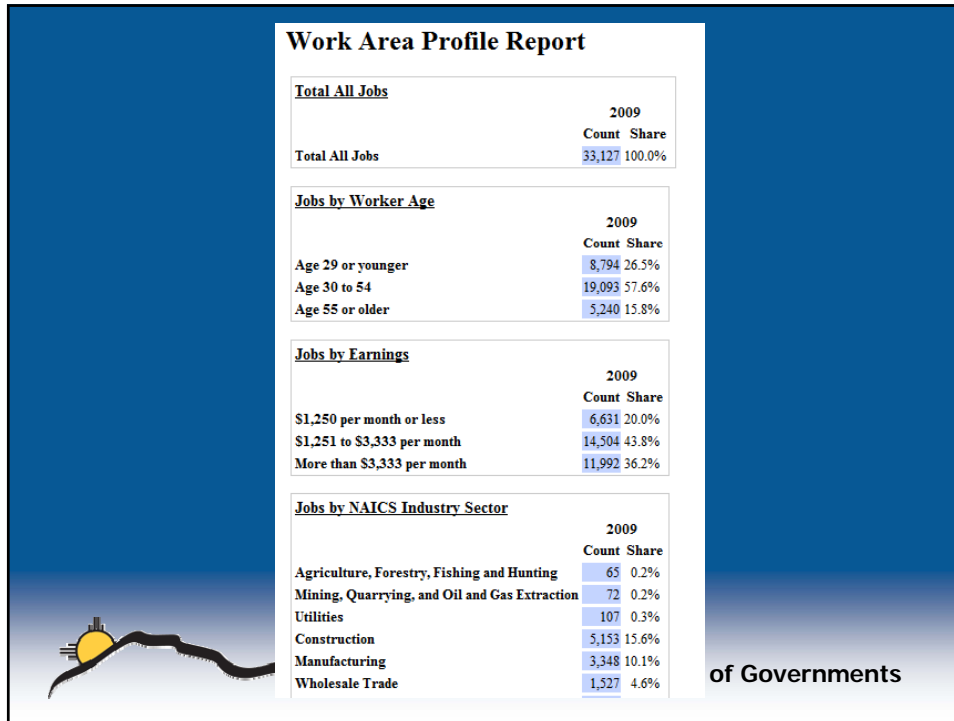 Work Area Profile Report
Total All Jobs
2009
Count Share
Total All Jobs 33,127 100.0%
Jobs by Worker Age
2009
Count Share
Age 29 or younger 8,794 26.5%
Age 30 to 54 19,093 57.6%
Age 55 or older 5,240 15.8%
Jobs by Earnings
2009
Count Share
$1,250 per month or less 6,631 20.0%
$1,251 to $3,333 per month 14,504 43.8%
More than $3,333 per month 11,992 36.2%
Jobs by NAICS Industry Sector
2009
Count Share
Agriculture, Forestry, Fishing and Hunting 65 0.2%
Mining, Quarrying, and Oil and Gas Extraction 72 0.2%
Utilities 107 0.3%
Construction 5,153 15.6%
Manufacturing 3,348 10.1%
Wholesale Trade 1,527 4.6%
of Governments